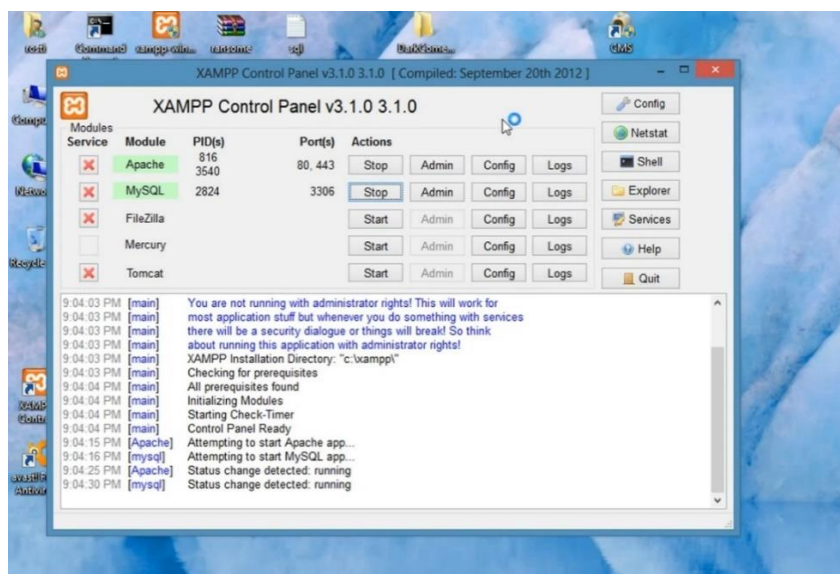 Command
ransome
sql
CMS
XAMPP Control Panel v3.1.0 3.1.0 [ Compiled: September 20th 2012 ]
XAMPP Control Panel v3.1.0 3.1.0
Config
Modules
Netstat
Service Module PID(s) Port(s) Actions
Apache 816 3540 80, 443 Stop Admin Config Logs
Shell
MySQL 2824 3306 Stop Admin Config Logs
Explorer
FileZilla Start Admin Config Logs
Services
Mercury Start Admin Config Logs
Help
Tomcat Start Admin Config Logs
Quit
9:04:03 PM [main] You are not running with administrator rights! This will work for
9:04:03 PM [main] most application stuff but whenever you do something with services
9:04:03 PM [main] there will be a security dialogue or things will break! So think
9:04:03 PM [main] about running this application with administrator rights!
9:04:03 PM [main] XAMPP Installation Directory: "c:\xampp\"
9:04:03 PM [main] Checking for prerequisites
9:04:04 PM [main] All prerequisites found
9:04:04 PM [main] Initializing Modules
9:04:04 PM [main] Starting Check-Timer
9:04:04 PM [main] Control Panel Ready
9:04:15 PM [Apache] Attempting to start Apache app...
9:04:16 PM [mysql] Attempting to start MySQL app...
9:04:25 PM [Apache] Status change detected: running
9:04:30 PM [mysql] Status change detected: running